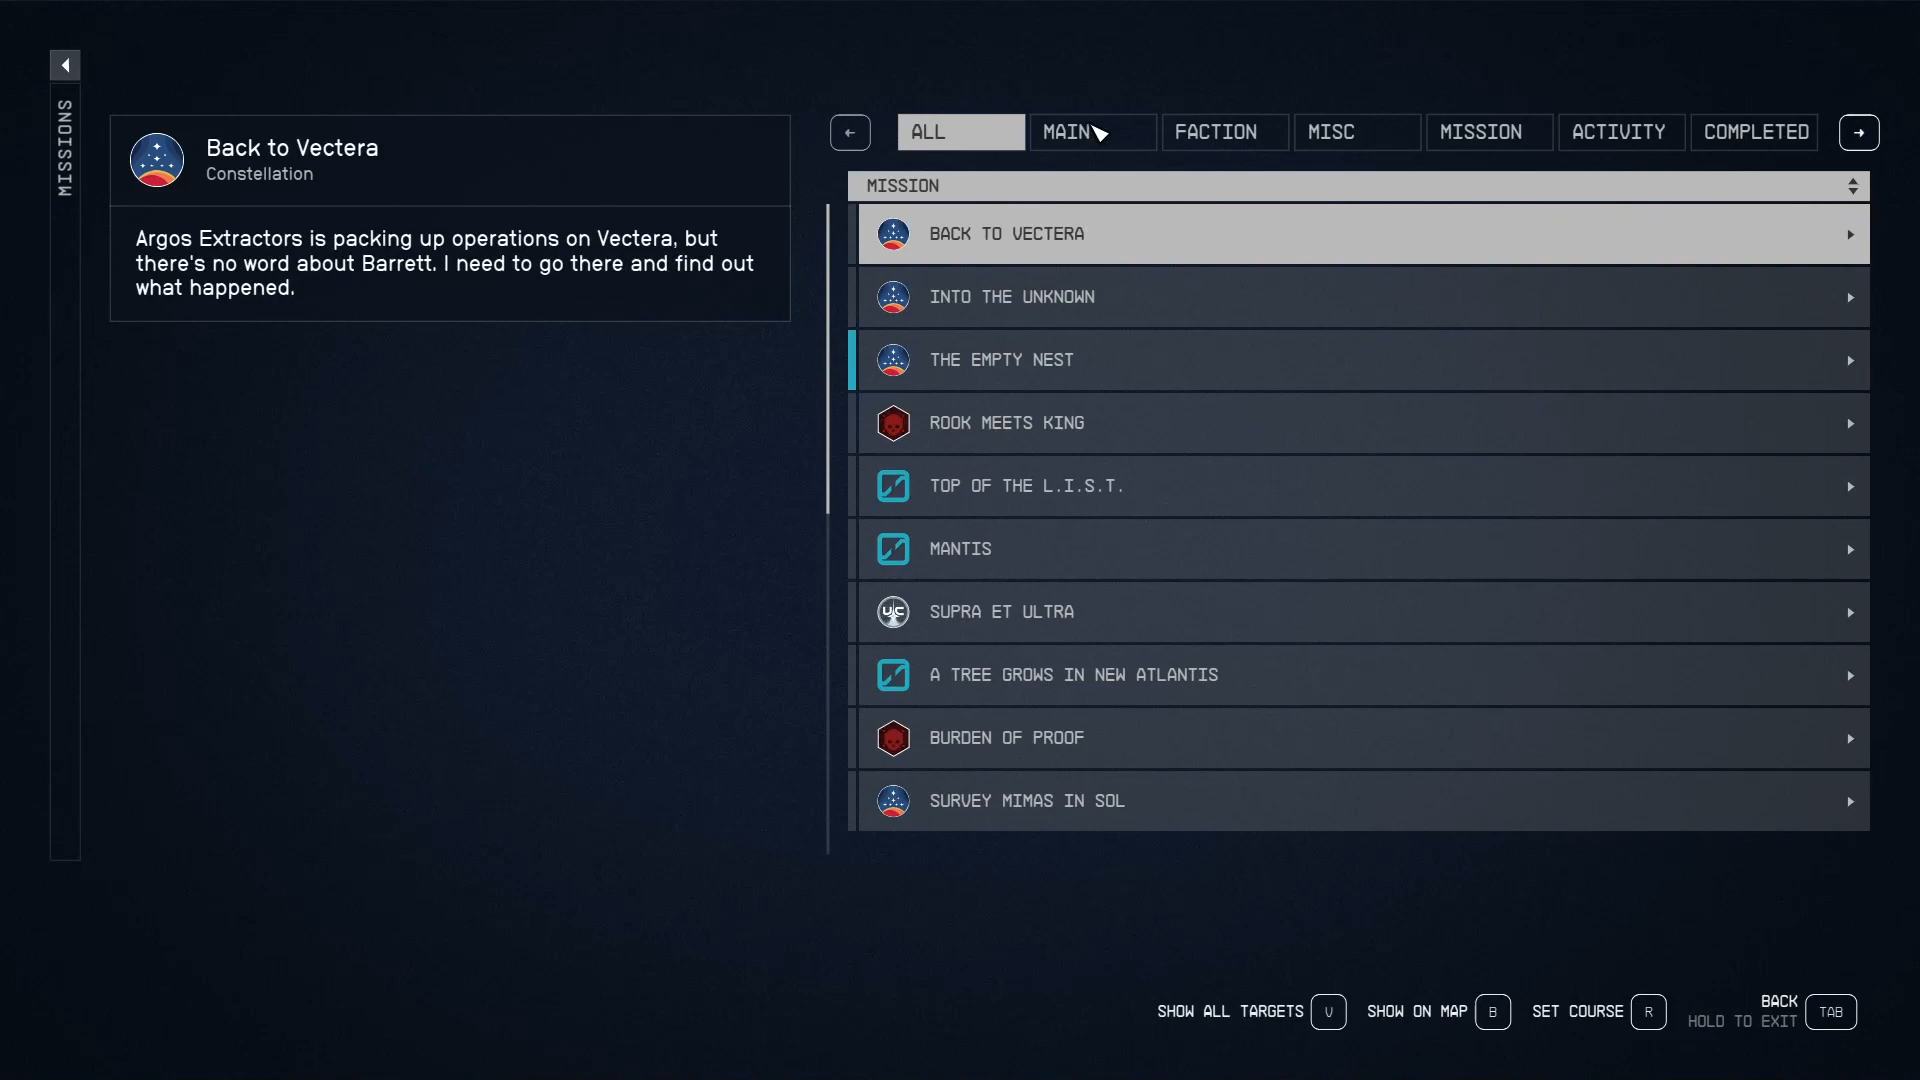 MISSIONS
Back to Vectera
Constellation
Argos Extractors is packing up operations on Vectera, but
there's no word about Barrett. I need to go there and find out
what happened.
ALL MAIN FACTION MISC MISSION ACTIVITY COMPLETED
MISSION
BACK TO VECTERA
INTO THE UNKNOWN
THE EMPTY NEST
ROOK MEETS KING
TOP OF THE L.I.S.T.
MANTIS
UC SUPRA ET ULTRA
A TREE GROWS IN NEW ATLANTIS
BURDEN OF PROOF
SURVEY MIMAS IN SOL
SHOW ALL TARGETS V SHOW ON MAP B SET COURSE R BACK TAB
HOLD TO EXIT